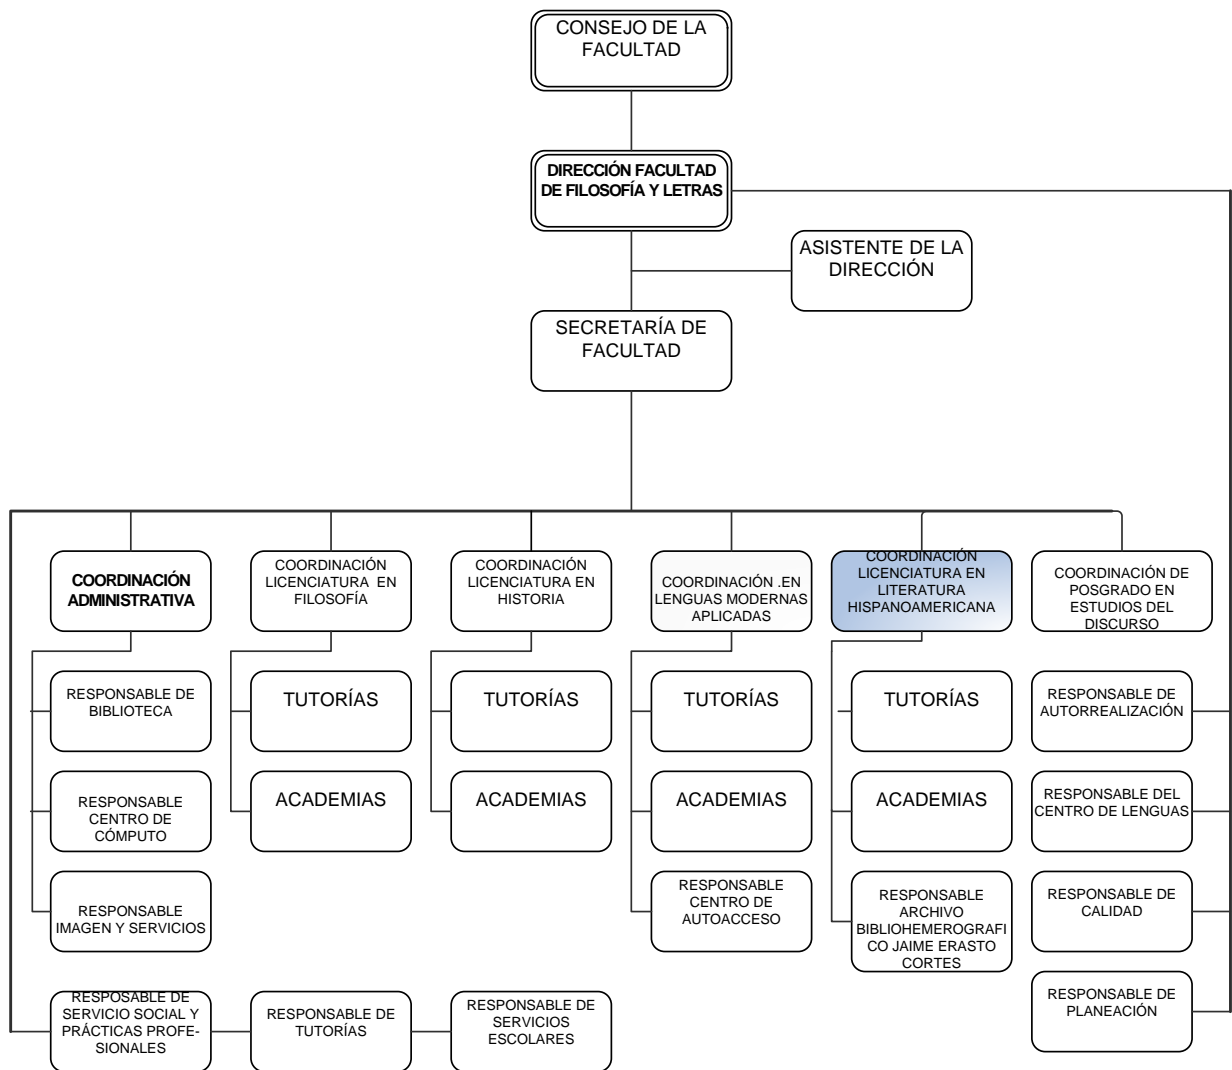 CONSEJO DE LA
FACULTAD
DIRECCIÓN FACULTAD
DE FILOSOFÍA Y LETRAS
ASISTENTE DE LA
DIRECCIÓN
SECRETARÍA DE
FACULTAD
COORDINACIÓN
ADMINISTRATIVA
COORDINACIÓN
LICENCIATURA EN
FILOSOFÍA
COORDINACIÓN
LICENCIATURA EN
HISTORIA
COORDINACIÓN .EN
LENGUAS MODERNAS
APLICADAS
COORDINACIÓN
LICENCIATURA EN
LITERATURA
HISPANOAMERICANA
COORDINACIÓN DE
POSGRADO EN
ESTUDIOS DEL
DISCURSO
RESPONSABLE DE
BIBLIOTECA
TUTORÍAS
TUTORÍAS
TUTORÍAS
TUTORÍAS
RESPONSABLE DE
AUTORREALIZACIÓN
RESPONSABLE
CENTRO DE
CÓMPUTO
ACADEMIAS
ACADEMIAS
ACADEMIAS
ACADEMIAS
RESPONSABLE DEL
CENTRO DE LENGUAS
RESPONSABLE
IMAGEN Y SERVICIOS
RESPONSABLE
CENTRO DE
AUTOACCESO
RESPONSABLE
ARCHIVO
BIBLIOHEMEROGRAFI
CO JAIME ERASTO
CORTES
RESPONSABLE DE
CALIDAD
RESPOSABLE DE
SERVICIO SOCIAL Y
PRÁCTICAS PROFE-
SIONALES
RESPONSABLE DE
TUTORÍAS
RESPONSABLE DE
SERVICIOS
ESCOLARES
RESPONSABLE DE
PLANEACIÓN